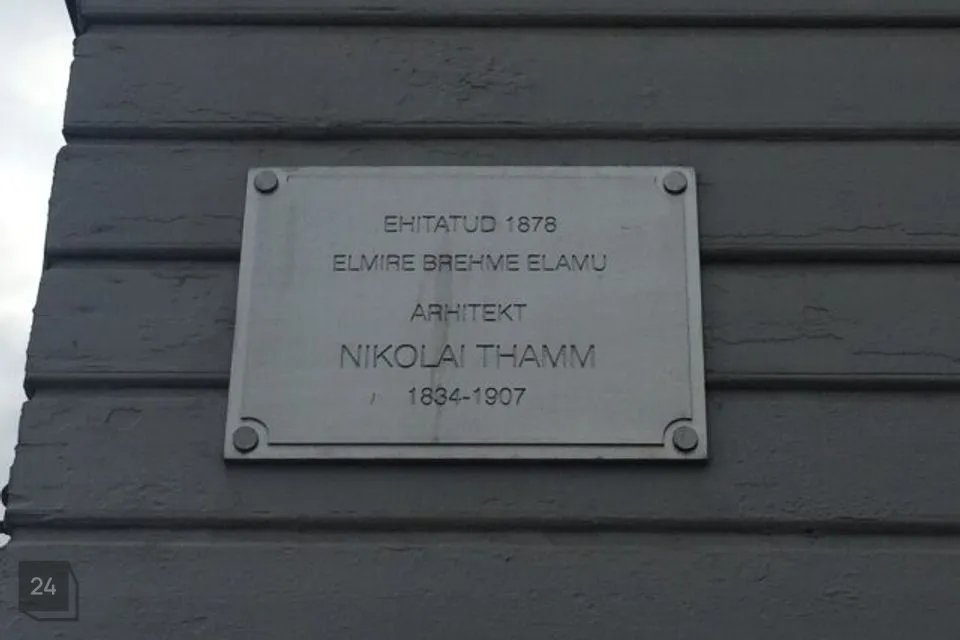 EHITATUD 1878
ELMIRE BREHME ELAMU
ARHITEKT
NIKOLAI THAMM
1834-1907
24